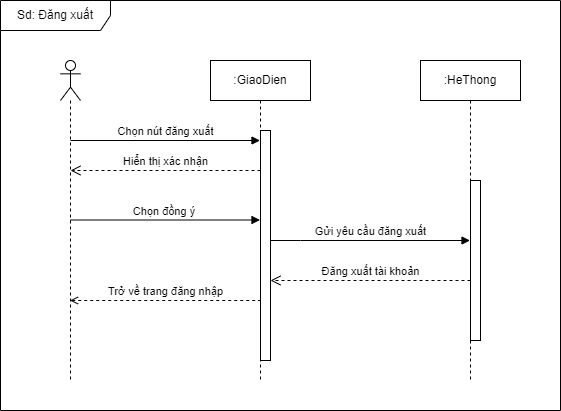 Sd: Đăng xuất
:GiaoDien
:HeThong
Chọn nút đăng xuất
Hiển thị xác nhận
Chọn đồng ý
Gửi yêu cầu đăng xuất
Đăng xuất tài khoản
Trở về trang đăng nhập